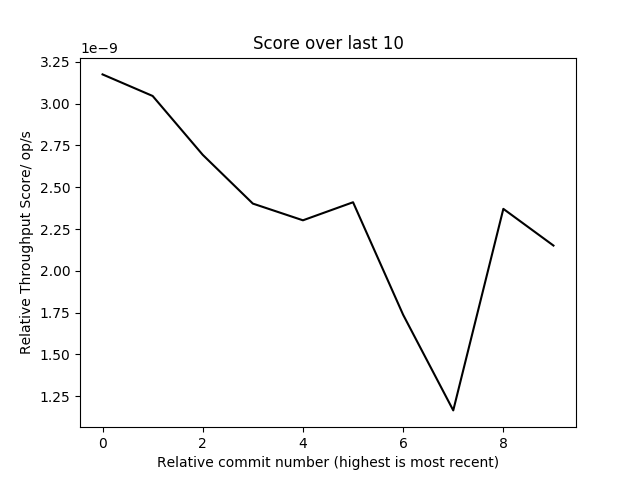 Score over last 10
1e−9
3.25
3.00
2.75
2.50
2.25
2.00
1.75
1.50
1.25
Relative Throughput Score/ op/s
0 2 4 6 8
Relative commit number (highest is most recent)